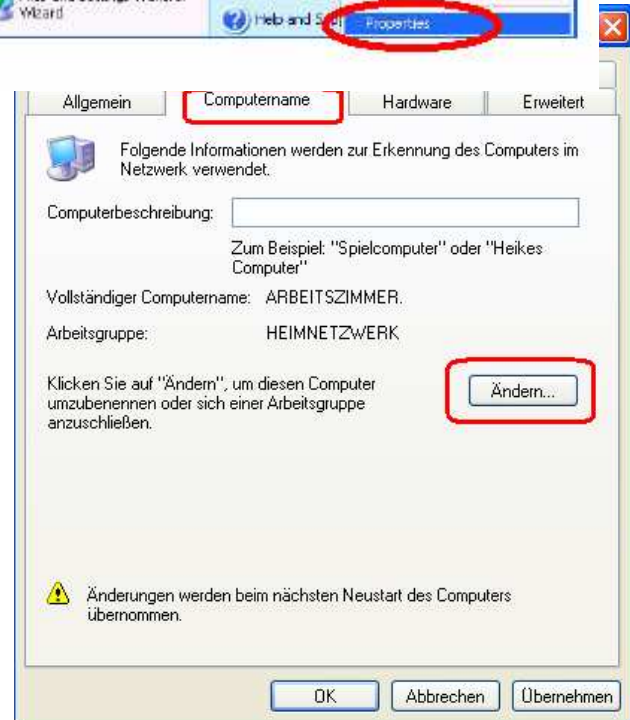 Wizard
Help and S
Properties
Allgemein
Computername
Hardware
Erweitert
Folgende Informationen werden zur Erkennung des Computers im
Netzwerk verwendet.
Computerbeschreibung:
Zum Beispiel: "Spielcomputer" oder "Heikes
Computer"
Vollständiger Computername: ARBEITSZIMMER.
Arbeitsgruppe: HEIMNETZWERK
Klicken Sie auf "Ändern", um diesen Computer
umzubenennen oder sich einer Arbeitsgruppe
anzuschließen.
Ändern...
Änderungen werden beim nächsten Neustart des Computers
übernommen.
OK
Abbrechen
Übernehmen